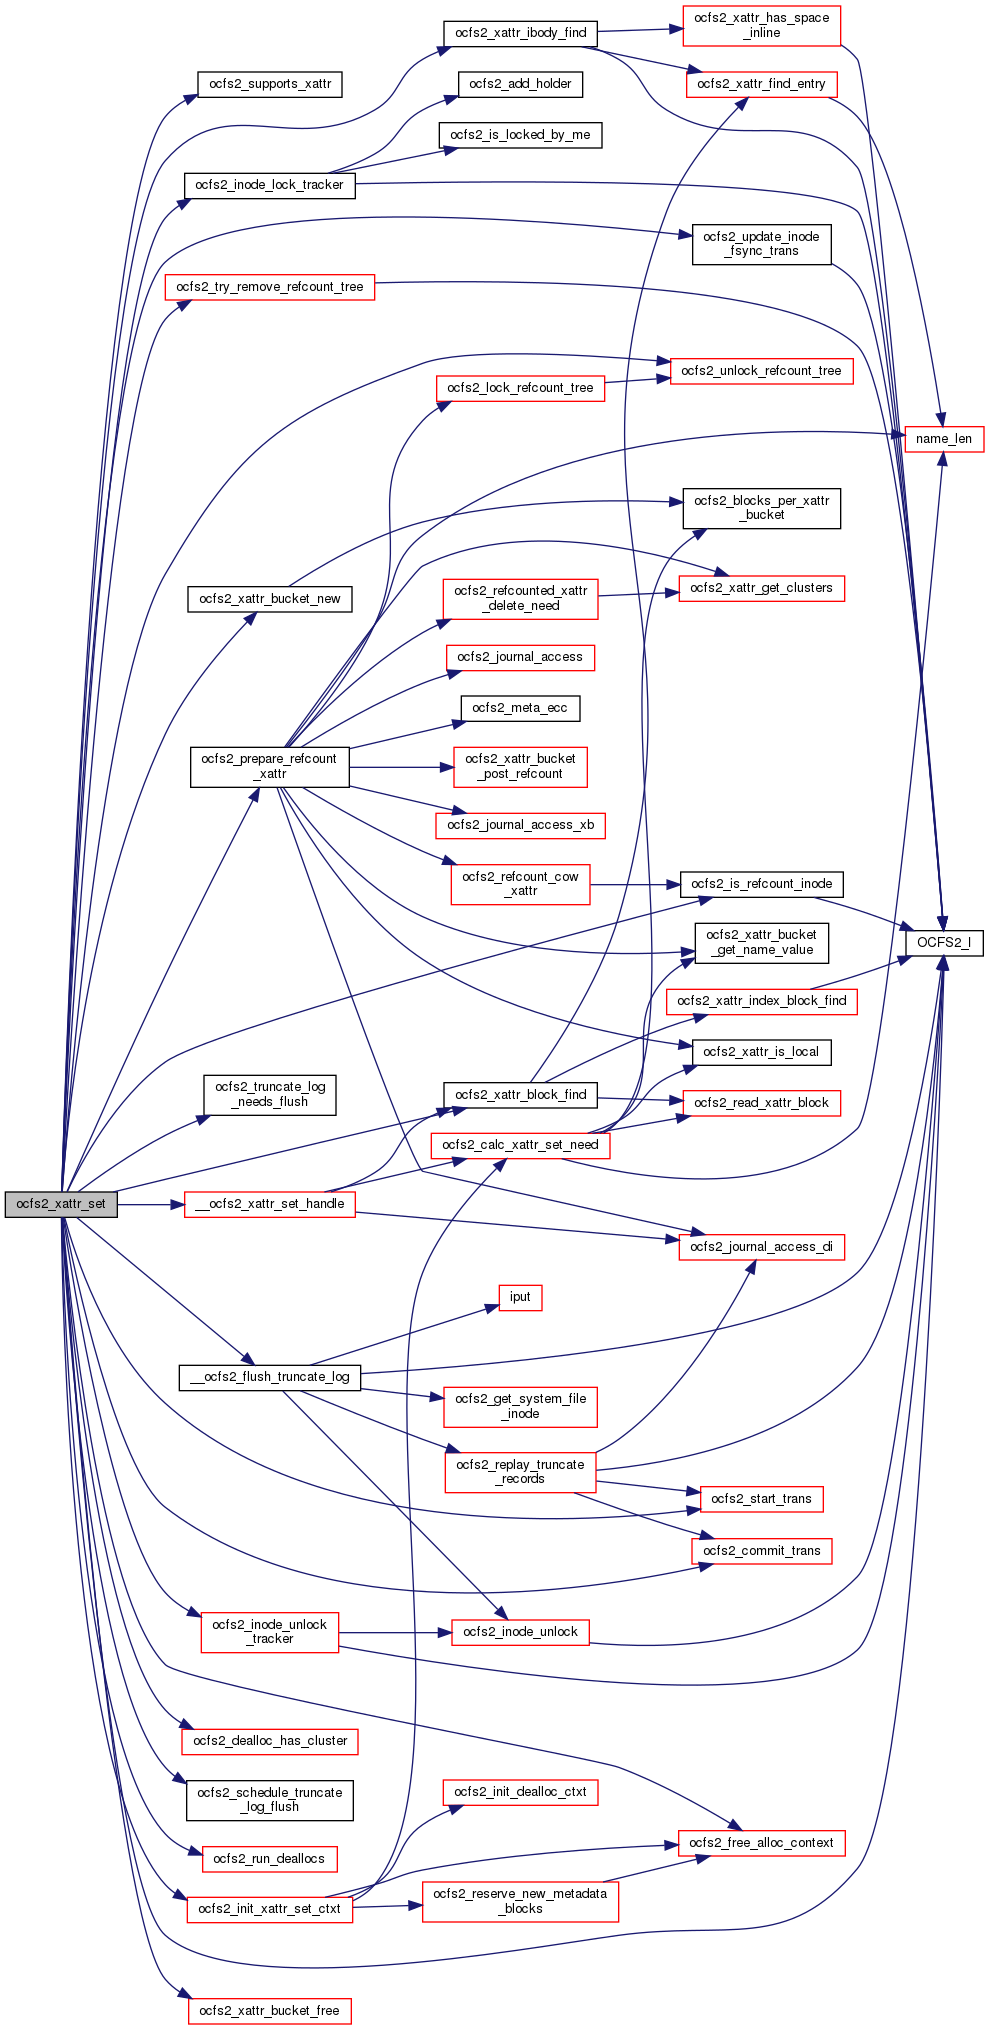 ocfs2_xattr_ibody_find
ocfs2_xattr_has_space
_inline
ocfs2_supports_xattr
ocfs2_add_holder
ocfs2_xattr_find_entry
ocfs2_is_locked_by_me
ocfs2_inode_lock_tracker
ocfs2_update_inode
_fsync_trans
ocfs2_try_remove_refcount_tree
ocfs2_unlock_refcount_tree
ocfs2_lock_refcount_tree
name_len
ocfs2_blocks_per_xattr
_bucket
ocfs2_xattr_bucket_new
ocfs2_refcounted_xattr
_delete_need
ocfs2_xattr_get_clusters
ocfs2_journal_access
ocfs2_meta_ecc
ocfs2_prepare_refcount
_xattr
ocfs2_xattr_bucket
_post_refcount
ocfs2_journal_access_xb
ocfs2_refcount_cow
_xattr
ocfs2_is_refcount_inode
ocfs2_xattr_bucket
_get_name_value
OCFS2_I
ocfs2_xattr_index_block_find
ocfs2_xattr_is_local
ocfs2_truncate_log
_needs_flush
ocfs2_xattr_block_find
ocfs2_read_xattr_block
ocfs2_calc_xattr_set_need
ocfs2_xattr_set
__ocfs2_xattr_set_handle
ocfs2_journal_access_di
iput
__ocfs2_flush_truncate_log
ocfs2_get_system_file
_inode
ocfs2_replay_truncate
_records
ocfs2_start_trans
ocfs2_commit_trans
ocfs2_inode_unlock
_tracker
ocfs2_inode_unlock
ocfs2_dealloc_has_cluster
ocfs2_schedule_truncate
_log_flush
ocfs2_init_dealloc_ctxt
ocfs2_free_alloc_context
ocfs2_run_deallocs
ocfs2_init_xattr_set_ctxt
ocfs2_reserve_new_metadata
_blocks
ocfs2_xattr_bucket_free